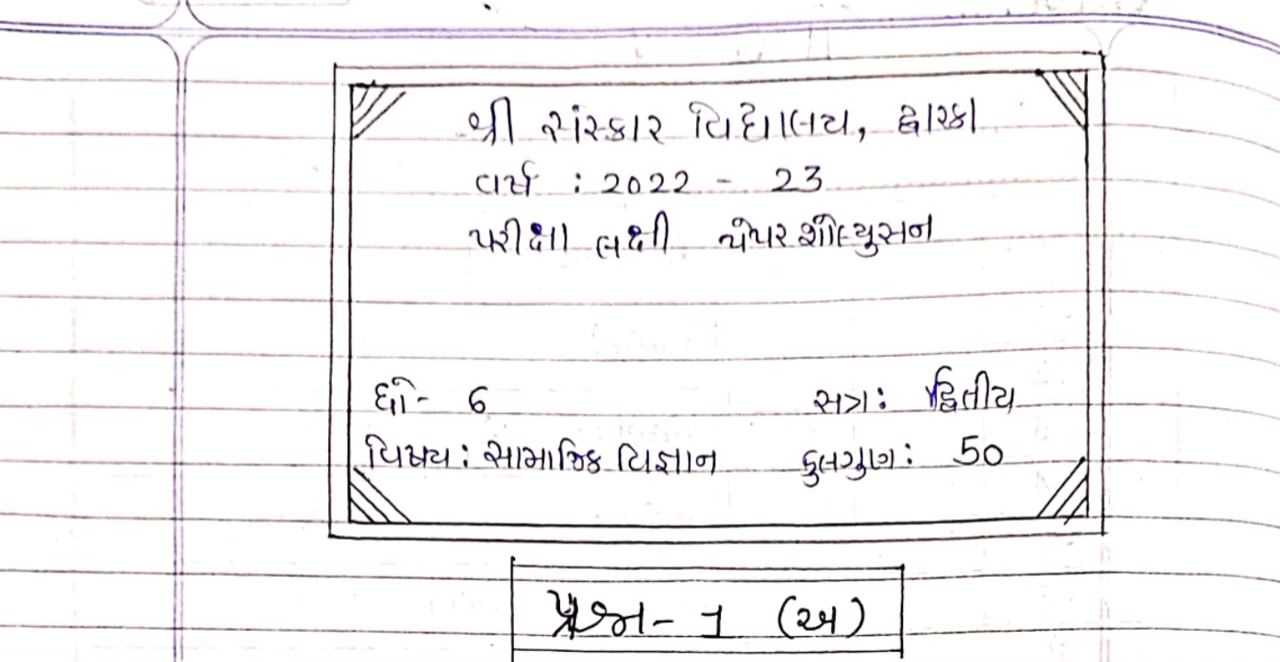 શ્રી સંસ્કાર વિદ્યાલય, દ્વારકા
વર્ષ : 2022 - 23
પરીક્ષા લક્ષી પેપર શોલ્યુસન
ધો- 6 સત્ર: દ્વિતીય
વિષય : સામાજિક વિજ્ઞાન કુલગુણ : 50
પ્રશ્ન - 1 (અ)